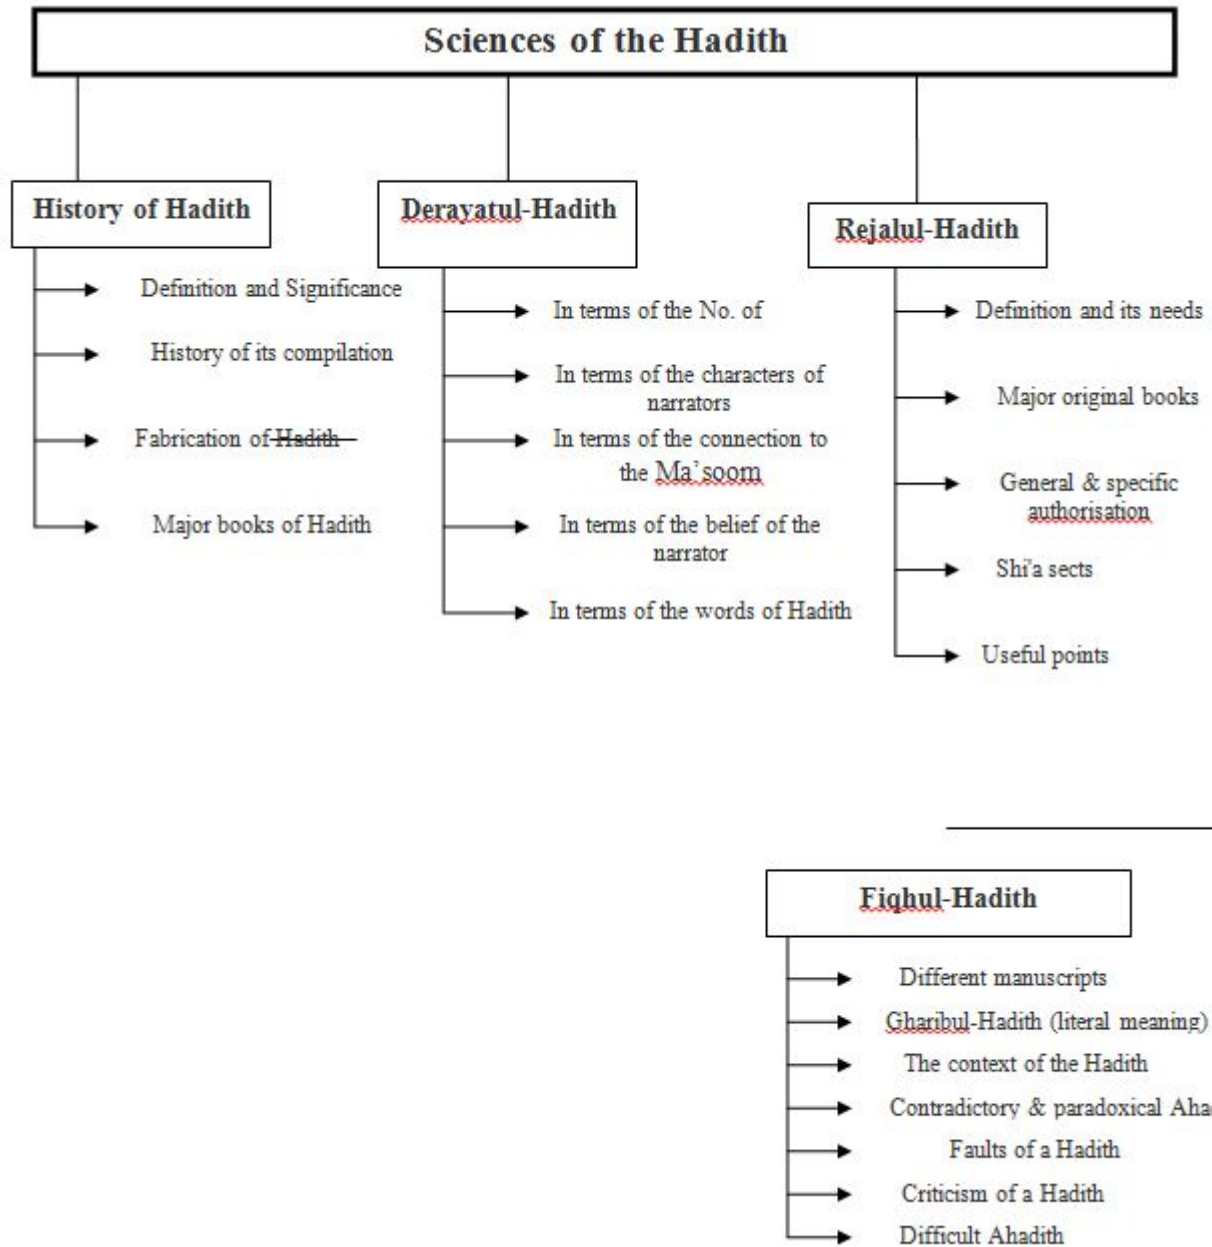 Sciences of the Hadith
History of Hadith
Definition and Significance
History of its compilation
Fabrication of Hadith
Major books of Hadith
Derayatul-Hadith
In terms of the No. of
In terms of the characters of
narrators
In terms of the connection to
the Ma'soom
In terms of the belief of the
narrator
In terms of the words of Hadith
Rejalul-Hadith
Definition and its needs
Major original books
General & specific
authorisation
Shi'a sects
Useful points
Fiqhul-Hadith
Different manuscripts
Gharibul-Hadith (literal meaning)
The context of the Hadith
Contradictory & paradoxical
Faults of a Hadith
Criticism of a Hadith
Difficult Ahadith